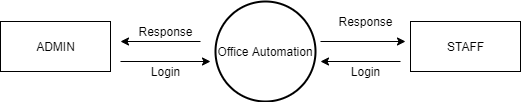 Response
Response
ADMIN
Office Automation
STAFF
Login
Login